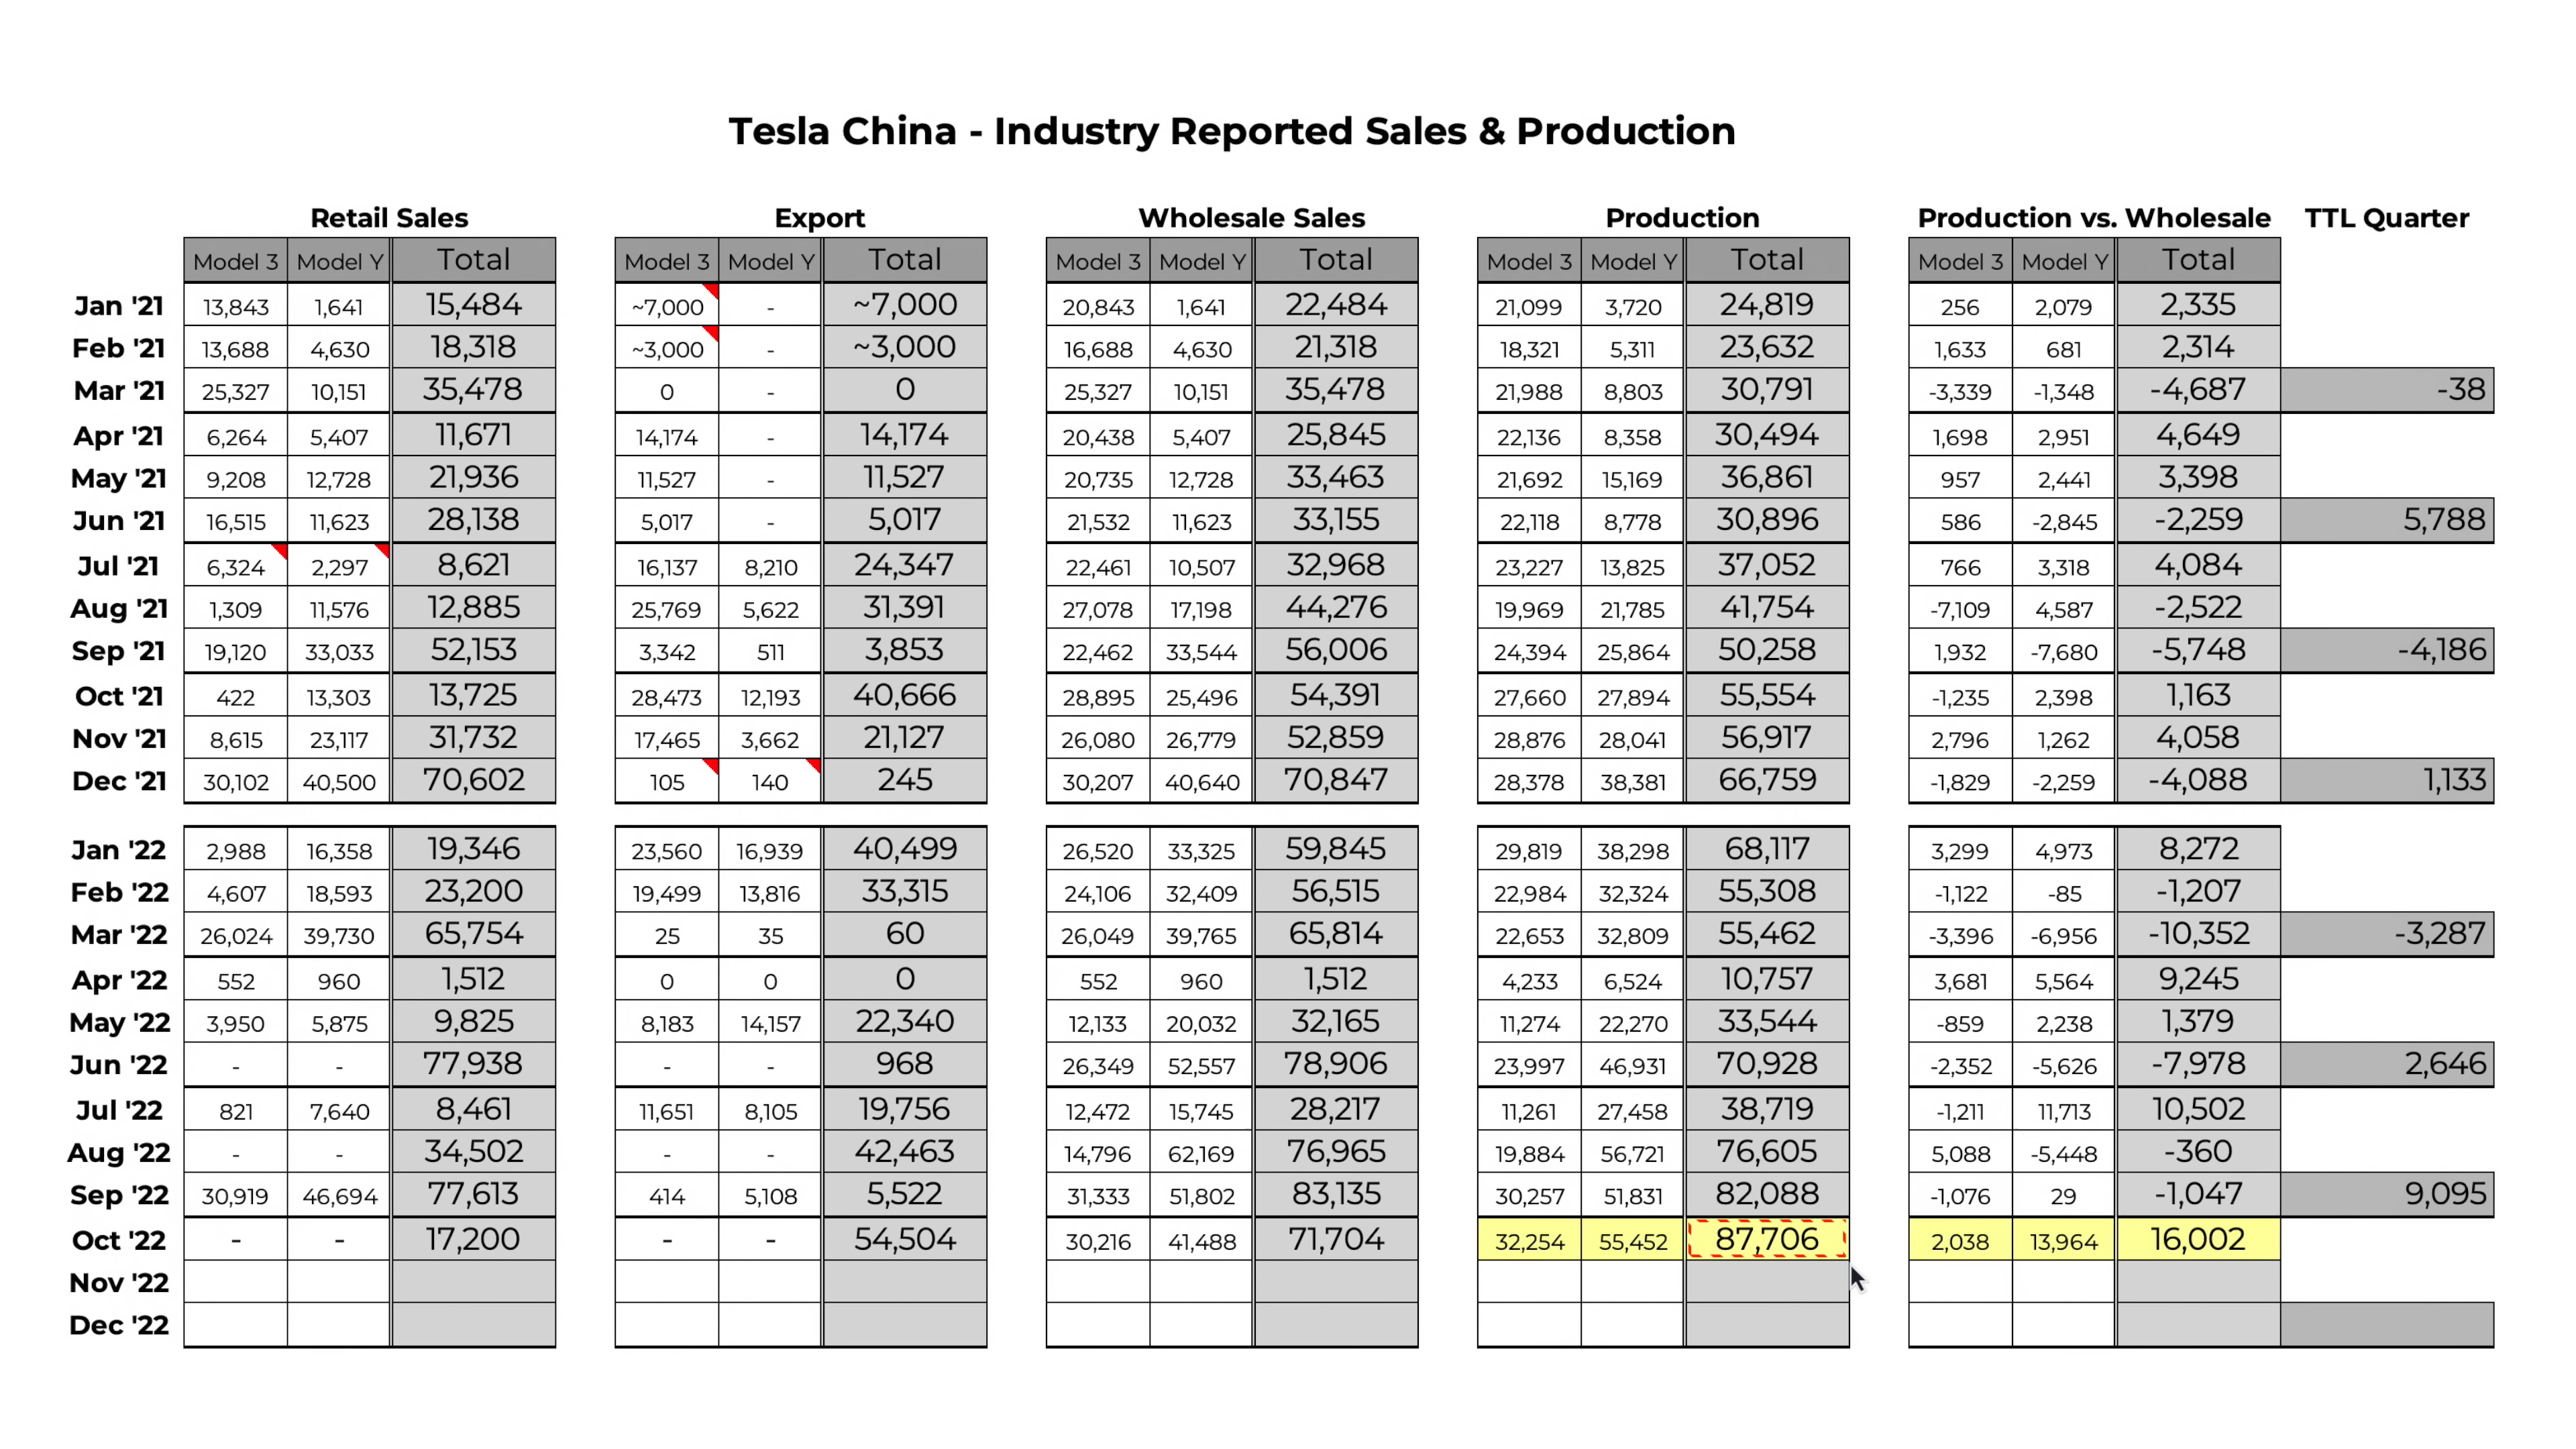 Tesla China - Industry Reported Sales & Production
Retail Sales Export Wholesale Sales Production Production vs. Wholesale TTL Quarter
Model 3 Model Y Total Model 3 Model Y Total Model 3 Model Y Total Model 3 Model Y Total Model 3 Model Y Total
Jan '21 13,843 1,641 15,484 ~7,000 - ~7,000 20,843 1,641 22,484 21,099 3,720 24,819 256 2,079 2,335
Feb '21 13,688 4,630 18,318 ~3,000 - ~3,000 16,688 4,630 21,318 18,321 5,311 23,632 1,633 681 2,314
Mar '21 25,327 10,151 35,478 0 - 0 25,327 10,151 35,478 21,988 8,803 30,791 -3,339 -1,348 -4,687 -38
Apr '21 6,264 5,407 11,671 14,174 - 14,174 20,438 5,407 25,845 22,136 8,358 30,494 1,698 2,951 4,649
May '21 9,208 12,728 21,936 11,527 - 11,527 20,735 12,728 33,463 21,692 15,169 36,861 957 2,441 3,398
Jun '21 16,515 11,623 28,138 5,017 - 5,017 21,532 11,623 33,155 22,118 8,778 30,896 586 -2,845 -2,259 5,788
Jul '21 6,324 2,297 8,621 16,137 8,210 24,347 22,461 10,507 32,968 23,227 13,825 37,052 766 3,318 4,084
Aug '21 1,309 11,576 12,885 25,769 5,622 31,391 27,078 17,198 44,276 19,969 21,785 41,754 -7,109 4,587 -2,522
Sep '21 19,120 33,033 52,153 3,342 511 3,853 22,462 33,544 56,006 24,394 25,864 50,258 1,932 -7,680 -5,748 -4,186
Oct '21 422 13,303 13,725 28,473 12,193 40,666 28,895 25,496 54,391 27,660 27,894 55,554 -1,235 2,398 1,163
Nov '21 8,615 23,117 31,732 17,465 3,662 21,127 26,080 26,779 52,859 28,876 28,041 56,917 2,796 1,262 4,058
Dec '21 30,102 40,500 70,602 105 140 245 30,207 40,640 70,847 28,378 38,381 66,759 -1,829 -2,259 -4,088 1,133
Jan '22 2,988 16,358 19,346 23,560 16,939 40,499 26,520 33,325 59,845 29,819 38,298 68,117 3,299 4,973 8,272
Feb '22 4,607 18,593 23,200 19,499 13,816 33,315 24,106 32,409 56,515 22,984 32,324 55,308 -1,122 -85 -1,207
Mar '22 26,024 39,730 65,754 25 35 60 26,049 39,765 65,814 22,653 32,809 55,462 -3,396 -6,956 -10,352 -3,287
Apr '22 552 960 1,512 0 0 0 552 960 1,512 4,233 6,524 10,757 3,681 5,564 9,245
May '22 3,950 5,875 9,825 8,183 14,157 22,340 12,133 20,032 32,165 11,274 22,270 33,544 -859 2,238 1,379
Jun '22 - - 77,938 - - 968 26,349 52,557 78,906 23,997 46,931 70,928 -2,352 -5,626 -7,978 2,646
Jul '22 821 7,640 8,461 11,651 8,105 19,756 12,472 15,745 28,217 11,261 27,458 38,719 -1,211 11,713 10,502
Aug '22 - - 34,502 - - 42,463 14,796 62,169 76,965 19,884 56,721 76,605 5,088 -5,448 -360
Sep '22 30,919 46,694 77,613 414 5,108 5,522 31,333 51,802 83,135 30,257 51,831 82,088 -1,076 29 -1,047 9,095
Oct '22 - - 17,200 - - 54,504 30,216 41,488 71,704 32,254 55,452 87,706 2,038 13,964 16,002
Nov '22
Dec '22